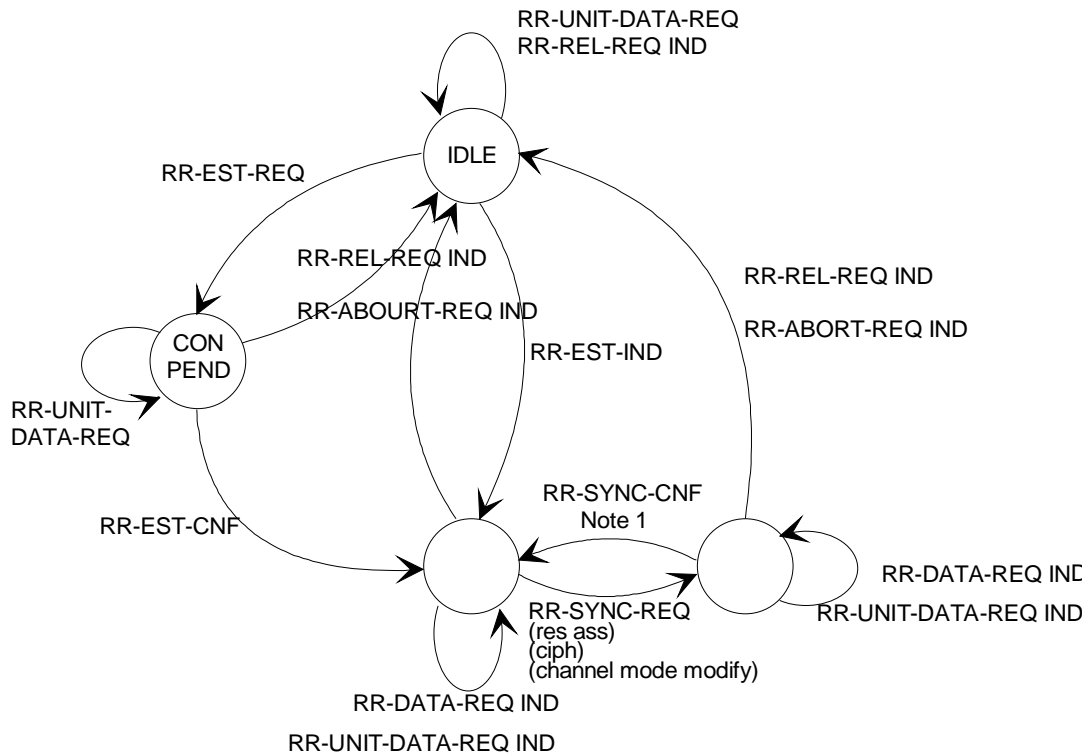 RR-UNIT-DATA-REQ
RR-REL-REQ IND
IDLE
RR-EST-REQ
RR-REL-REQ IND
RR-ABOURT-REQ IND
RR-REL-REQ IND
RR-ABORT-REQ IND
CON
PEND
RR-EST-IND
RR-UNIT-
DATA-REQ
RR-EST-CNF
RR-SYNC-CNF
Note 1
RR-DATA-REQ IND
RR-UNIT-DATA-REQ IND
RR-SYNC-REQ
(res ass)
(ciph)
(channel mode modify)
RR-DATA-REQ IND
RR-UNIT-DATA-REQ IND